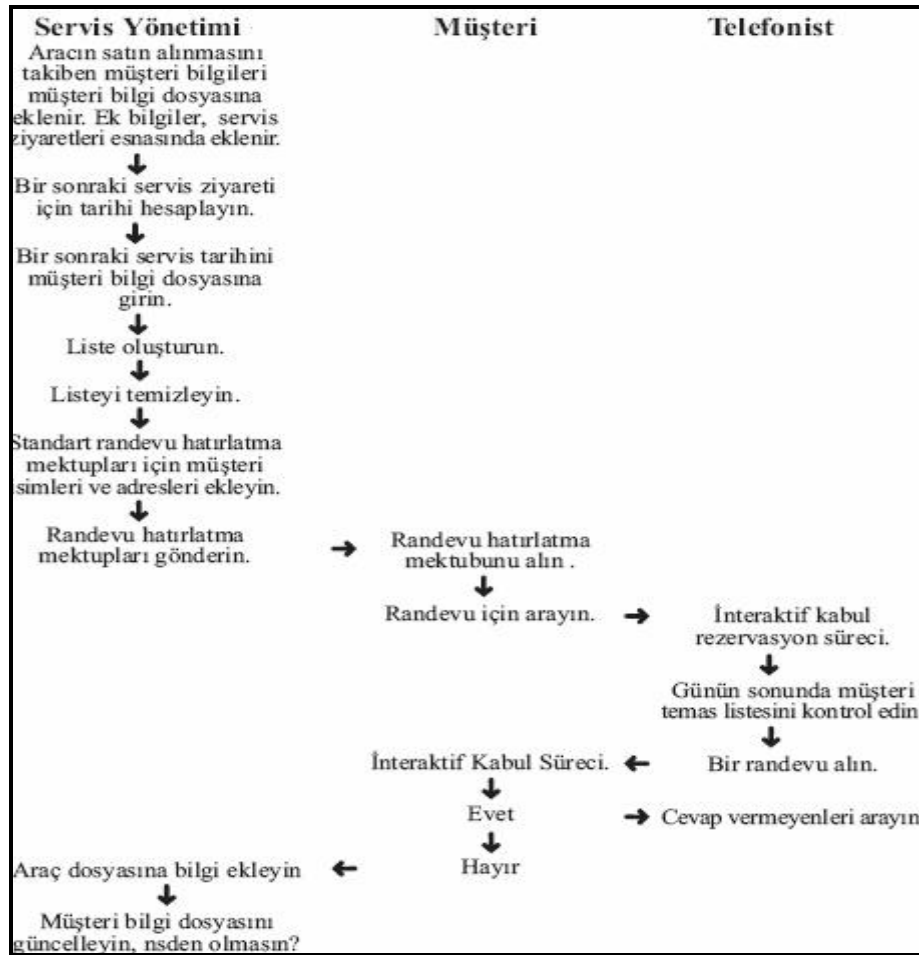 Servis Yönetimi
Müşteri
Telefonist
Aracın satın alınmasını
takiben müşteri bilgileri
müşteri bilgi dosyasına
eklenir. Ek bilgiler, servis
ziyaretleri esnasında eklenir.
Bir sonraki servis ziyareti
için tarihi hesaplayın.
Bir sonraki servis tarihini
müşteri bilgi dosyasına
girin.
Liste oluşturun.
Listeyi temizleyin.
Standart randevu hatırlatma
mektupları için müşteri
isimleri ve adresleri ekleyin.
Randevu hatırlatma
mektupları gönderin.
Randevu hatırlatma
mektubunu alın .
Randevu için arayın.
İnteraktif kabul
rezervasyon süreci.
Günün sonunda müşteri
temas listesini kontrol edin
Bir randevu alın.
İnteraktif Kabul Süreci.
Evet
Cevap vermeyenleri arayın
Hayır
Araç dosyasına bilgi ekleyin
Müşteri bilgi dosyasını
güncelleyin, nsden olmasın?